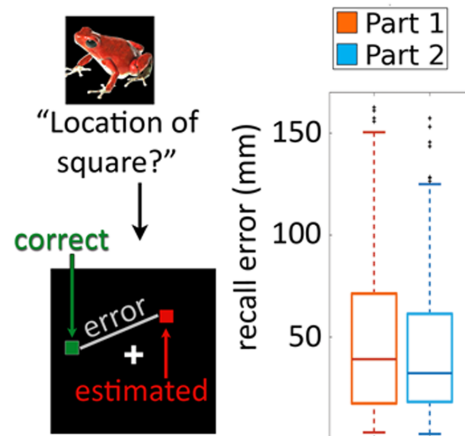 “Location of
square?”
correct
error
estimated
Part 1
Part 2
recall error (mm)
150
100
50